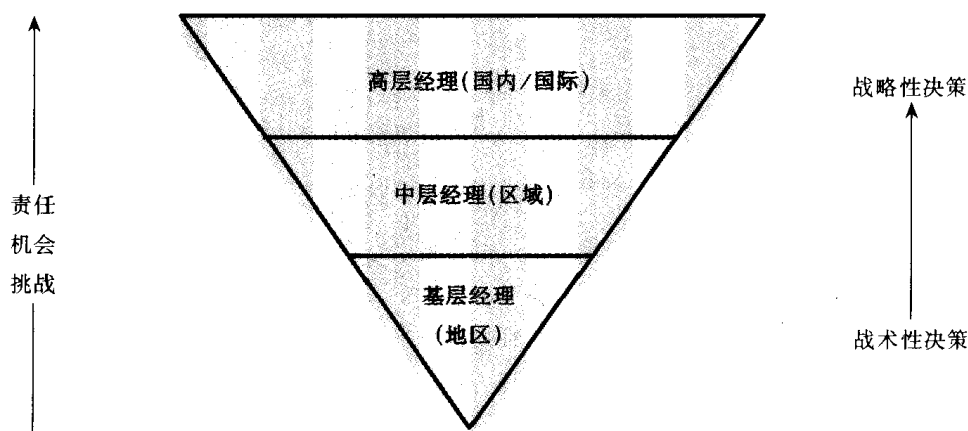 高层经理(国内/国际)
战略性决策
中层经理(区域)
责任
机会
挑战
基层经理
(地区)
战术性决策